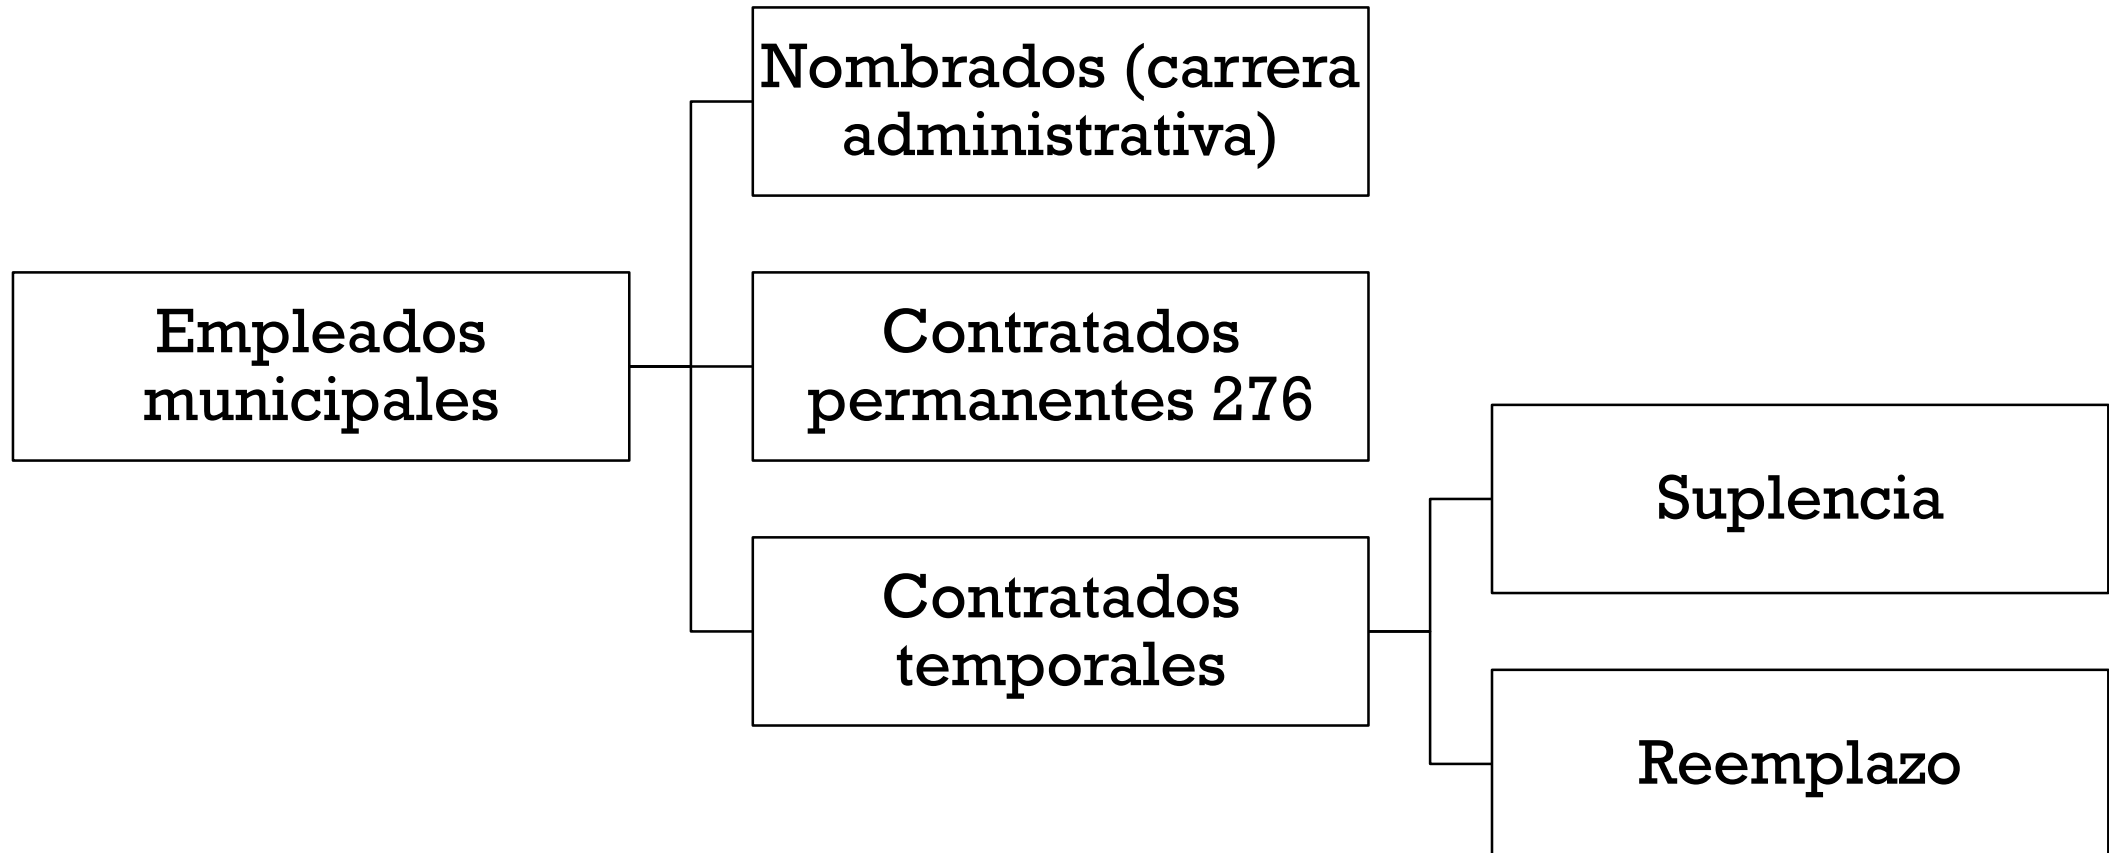 Nombrados (carrera
administrativa)
Empleados
municipales
Contratados
permanentes 276
Contratados
temporales
Suplencia
Reemplazo